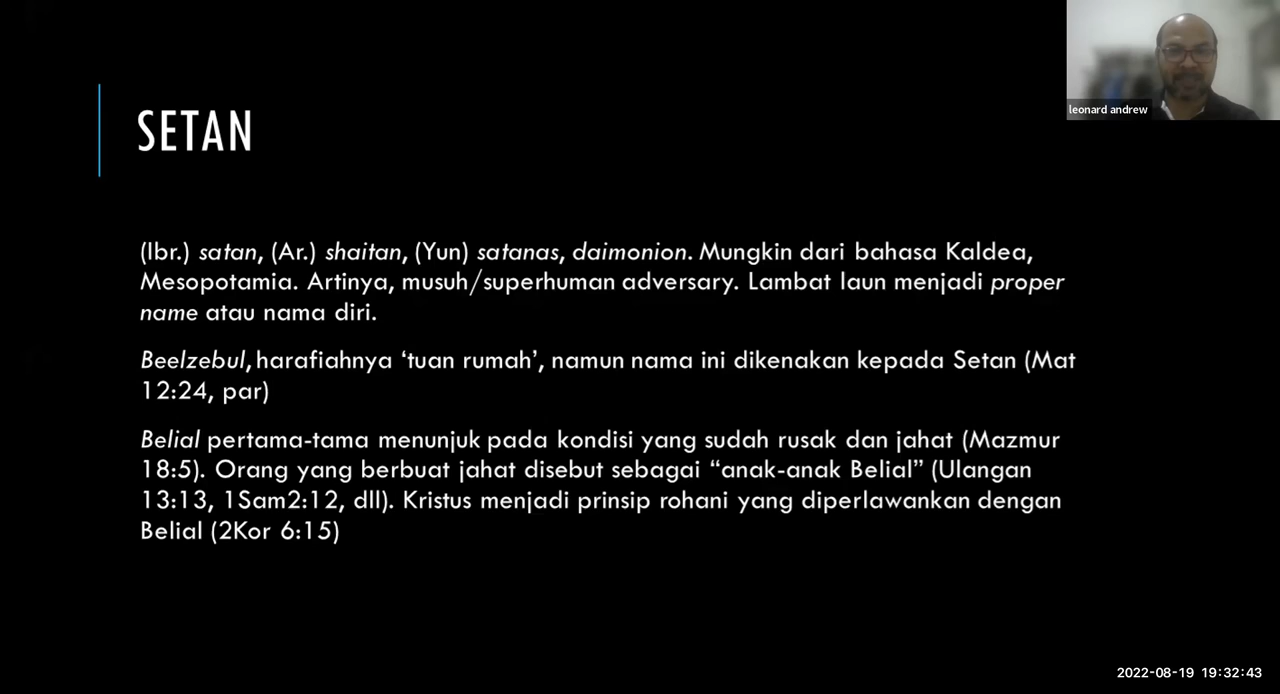 SETAN
(Ibr.) satan, (Ar.) shaitan, (Yun) satanas, daimonion. Mungkin dari bahasa Kaldea,
Mesopotamia. Artinya, musuh/superhuman adversary. Lambat laun menjadi proper
name atau nama diri.
Beelzebul, harafiahnya ‘tuan rumah’, namun nama ini dikenakan kepada Setan (Mat
12:24, par)
Belial pertama-tama menunjuk pada kondisi yang sudah rusak dan jahat (Mazmur
18:5). Orang yang berbuat jahat disebut sebagai “anak-anak Belial” (Ulangan
13:13, 1Sam2:12, dll). Kristus menjadi prinsip rohani yang diperlawankan dengan
Belial (2Kor 6:15)
leonard andrew
2022-08-19 19:32:43